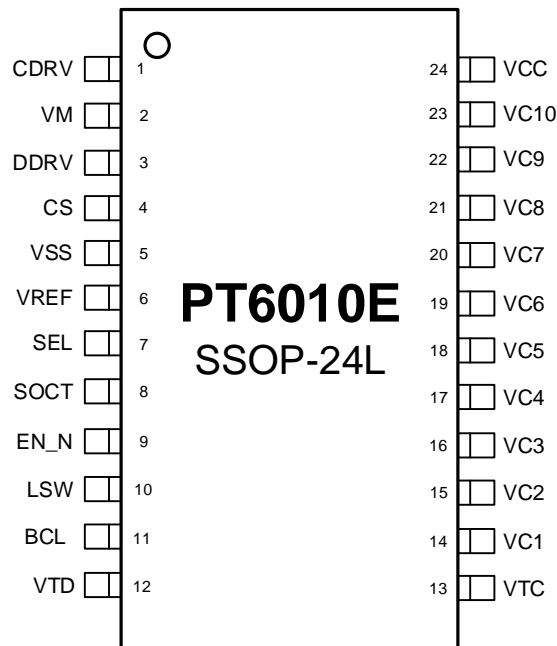 CDRV 1 24 VCC
VM 2 23 VC10
DDRV 3 22 VC9
CS 4 21 VC8
VSS 5 20 VC7
VREF 6 19 VC6
SEL 7 18 VC5
SOCT 8 17 VC4
EN_N 9 16 VC3
LSW 10 15 VC2
BCL 11 14 VC1
VTD 12 13 VTC
PT6010E
SSOP-24L